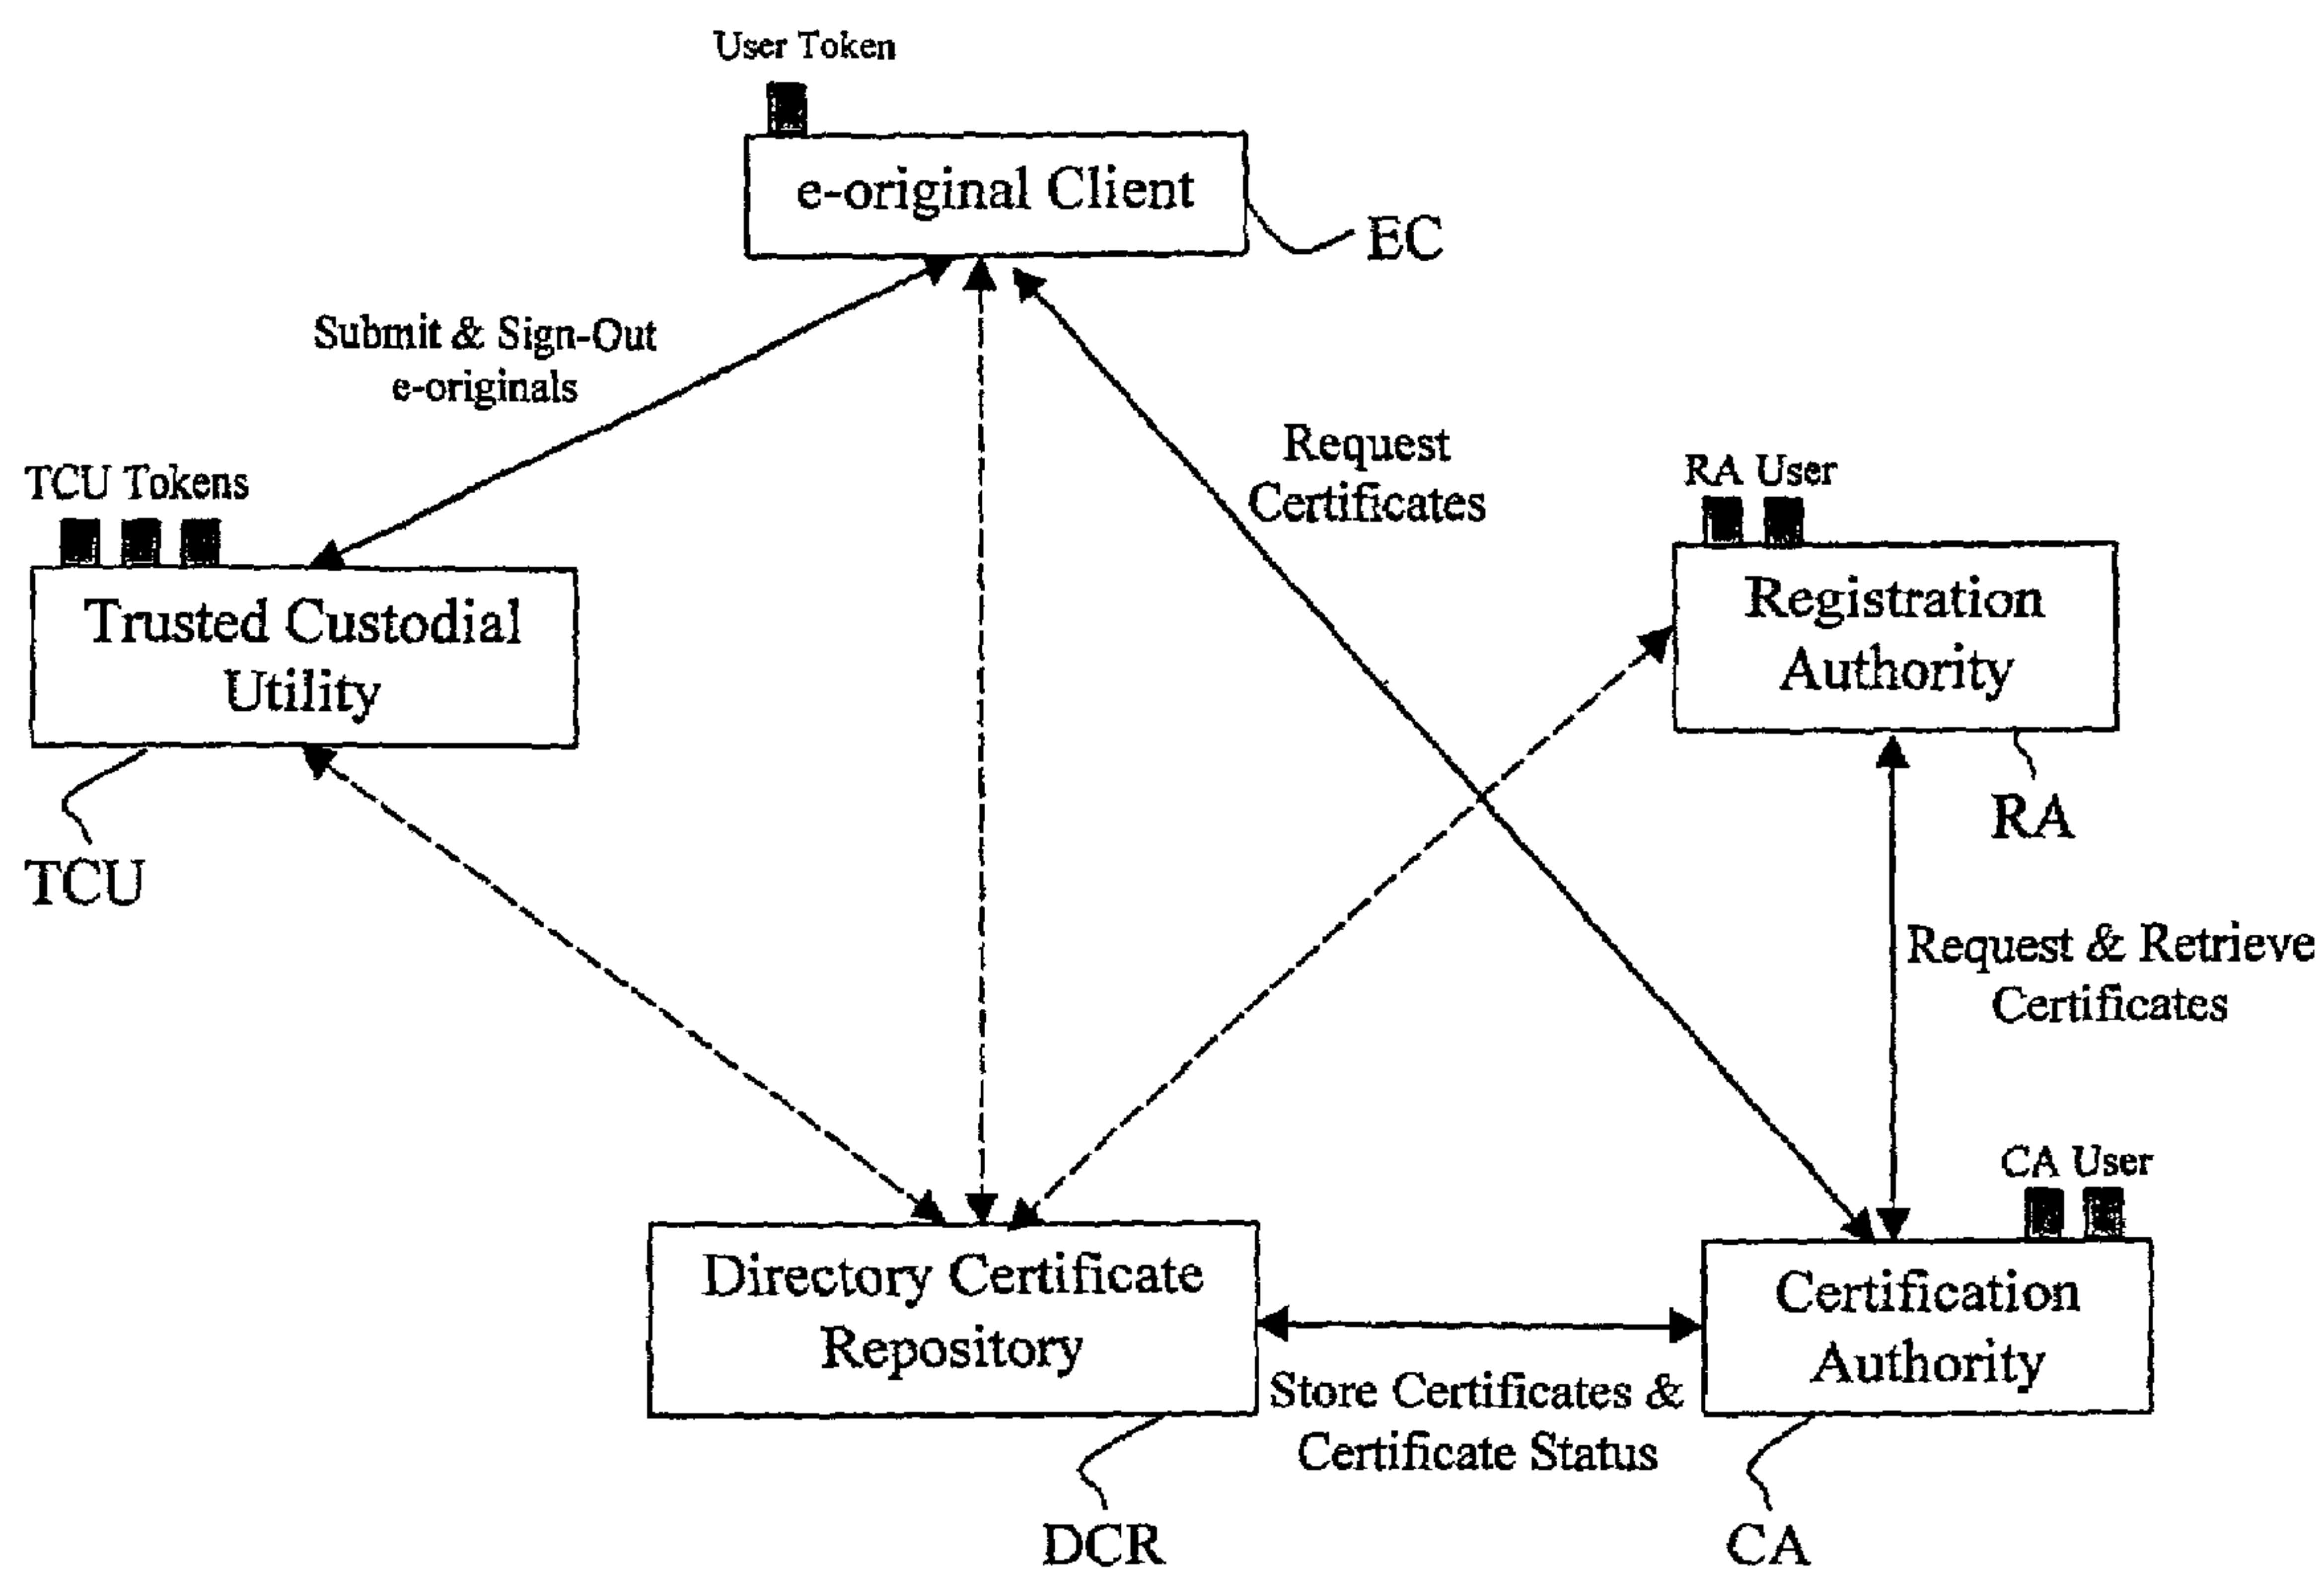 User Token
e-original Client
EC
Submit & Sign-Out
e-originals
Request
Certificates
TCU Tokens
Trusted Custodial
Utility
TCU
RA User
Registration
Authority
RA
Request & Retrieve
Certificates
CA User
Directory Certificate
Repository
DCR
Store Certificates &
Certificate Status
Certification
Authority
CA